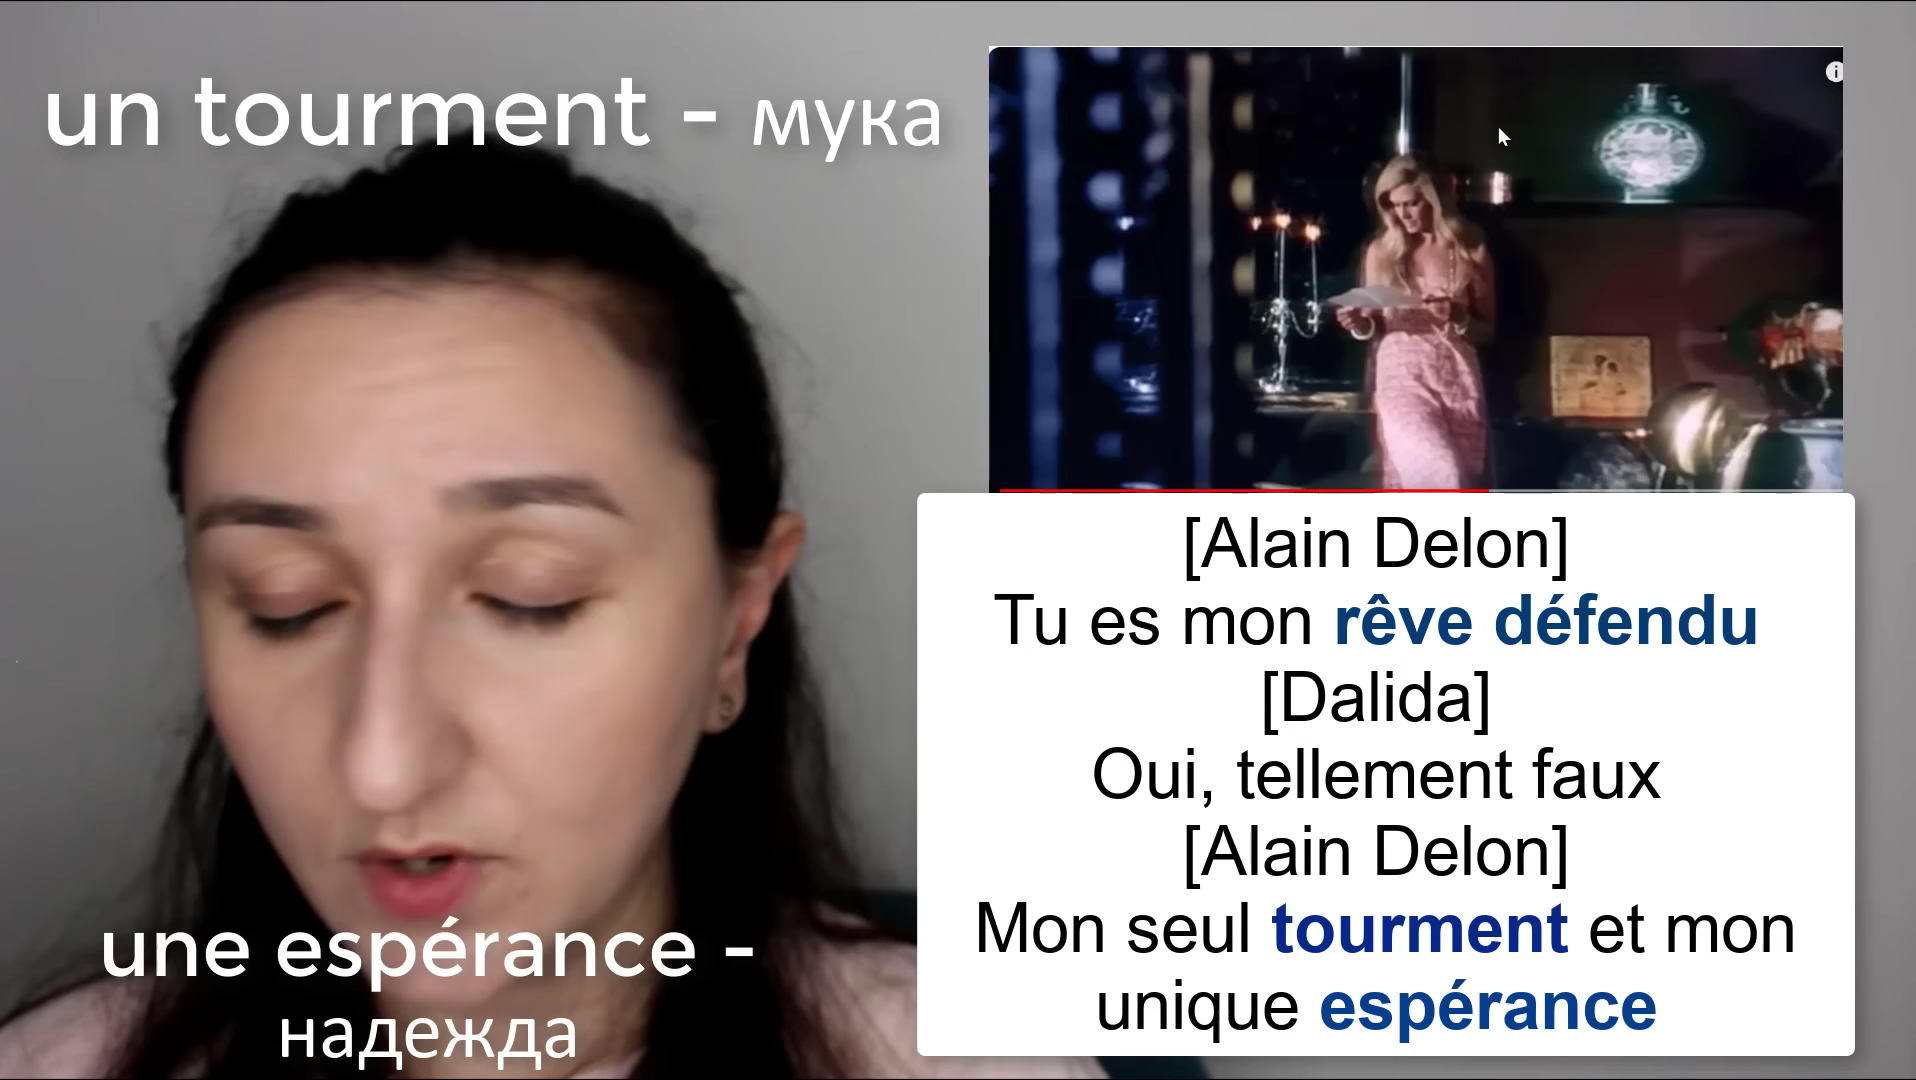 un tourment - мука
[Alain Delon]
Tu es mon rêve défendu
[Dalida]
Oui, tellement faux
[Alain Delon]
Mon seul tourment et mon
unique espérance
une espérance -
надежда